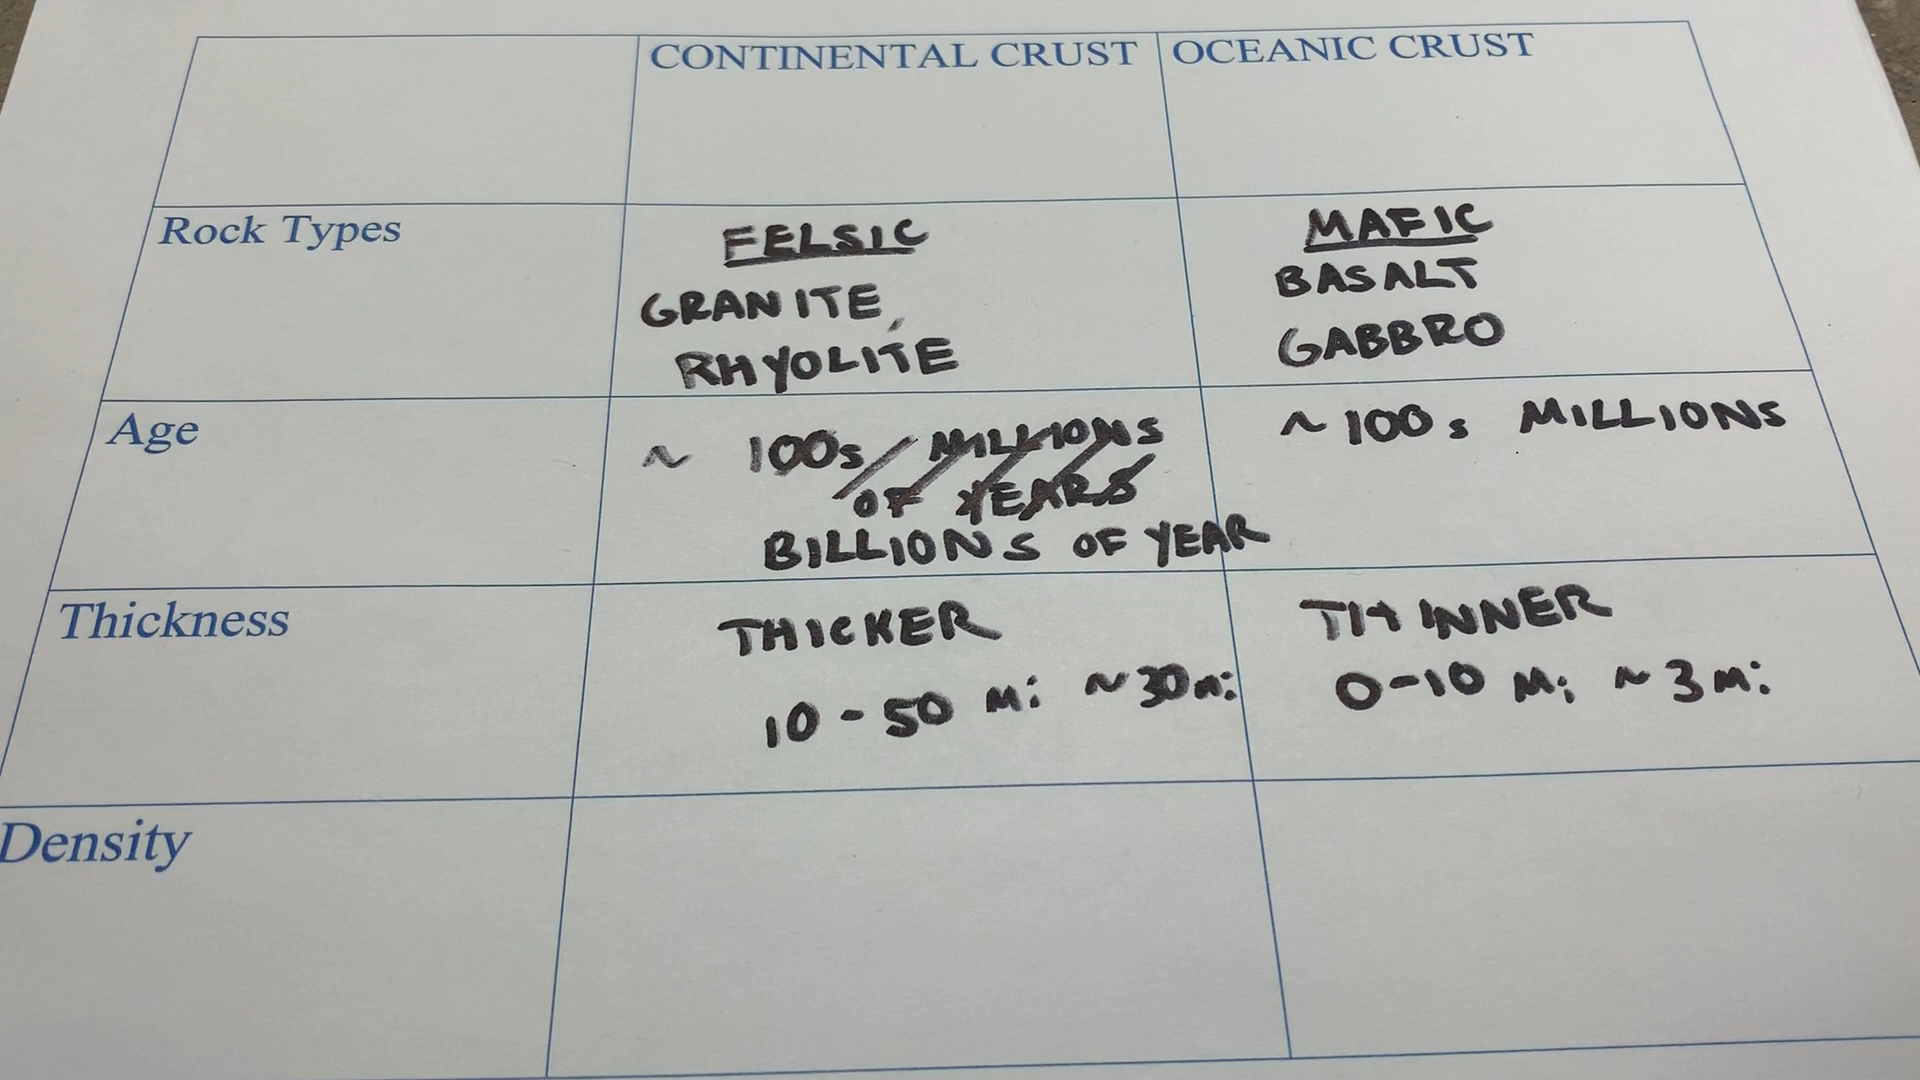 CONTINENTAL CRUST
OCEANIC CRUST
Rock Types
FELSIC
GRANITE,
RHYOLITE
MAFIC
BASALT
GABBRO
Age
~ 100s / MILLIONS
OF YEARS
BILLIONS OF YEAR
~ 100s MILLIONS
Thickness
THICKER
10-50 Mi ~30mi
THINNER
0-10 Mi ~3mi
Density